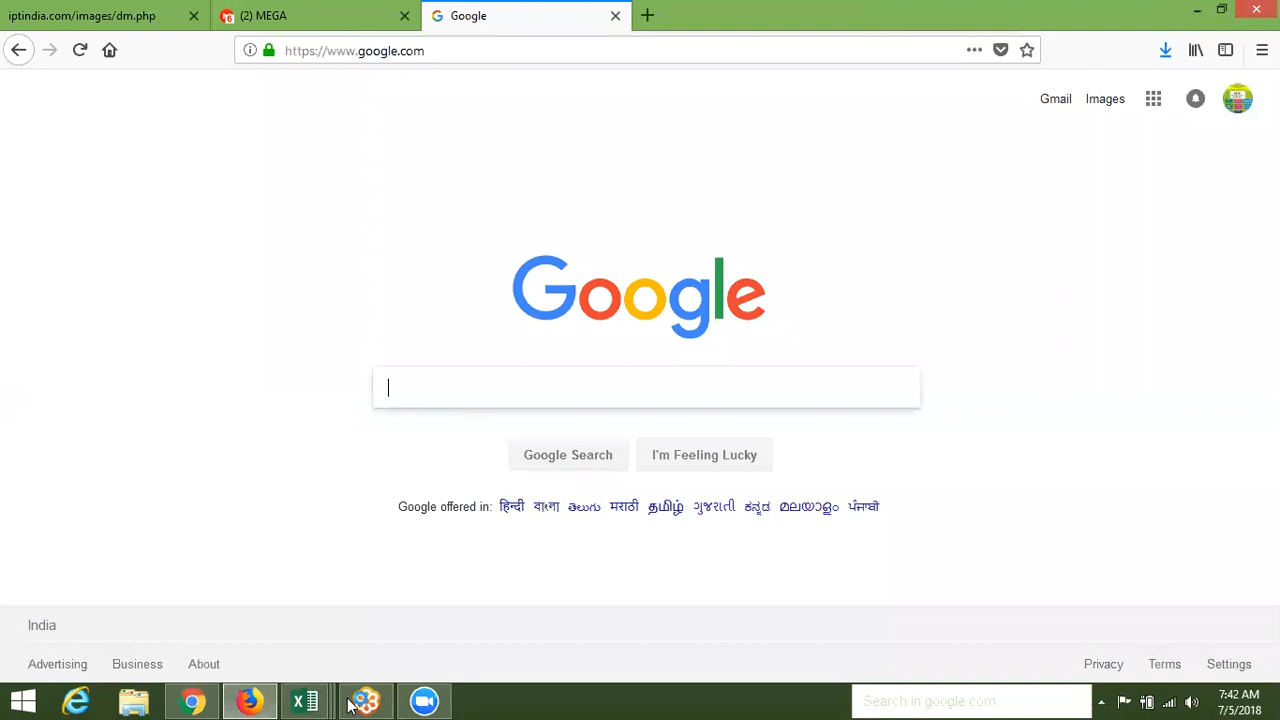 iptindia.com/images/dm.php
(2) MEGA
Google
https://www.google.com
Gmail Images
Google
Google Search
I'm Feeling Lucky
Google offered in: हिन्दी বাংলা తెలుగు मराठी தமிழ் ગુજરાતી ಕನ್ನಡ മലയാളം ਪੰਜਾਬੀ
India
Advertising Business About
Privacy Terms Settings
Search in google.com
7:42 AM
7/5/2018